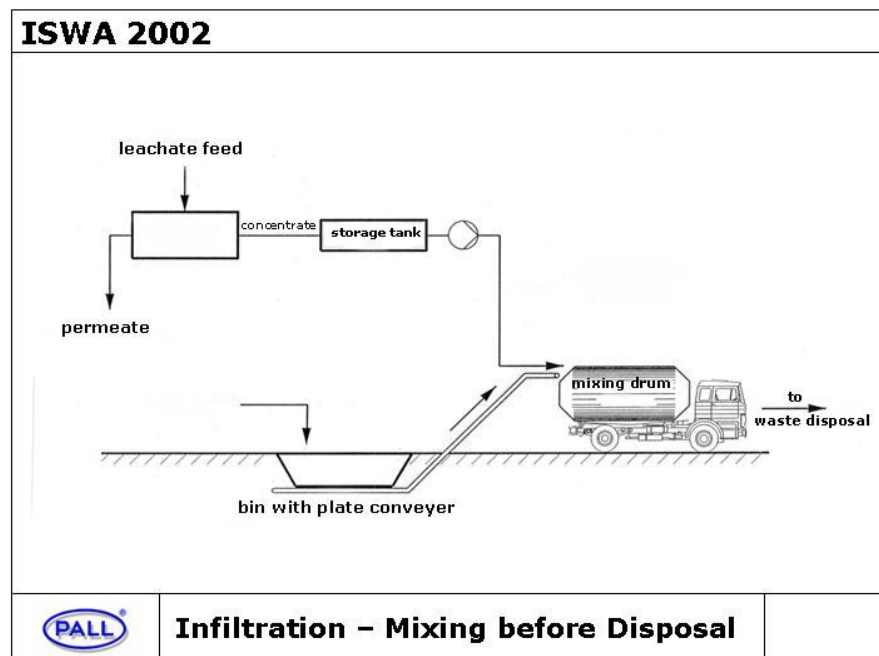 ISWA 2002
leachate feed
concentrate
storage tank
permeate
mixing drum
to
waste disposal
bin with plate conveyer
PALL®
Infiltration – Mixing before Disposal